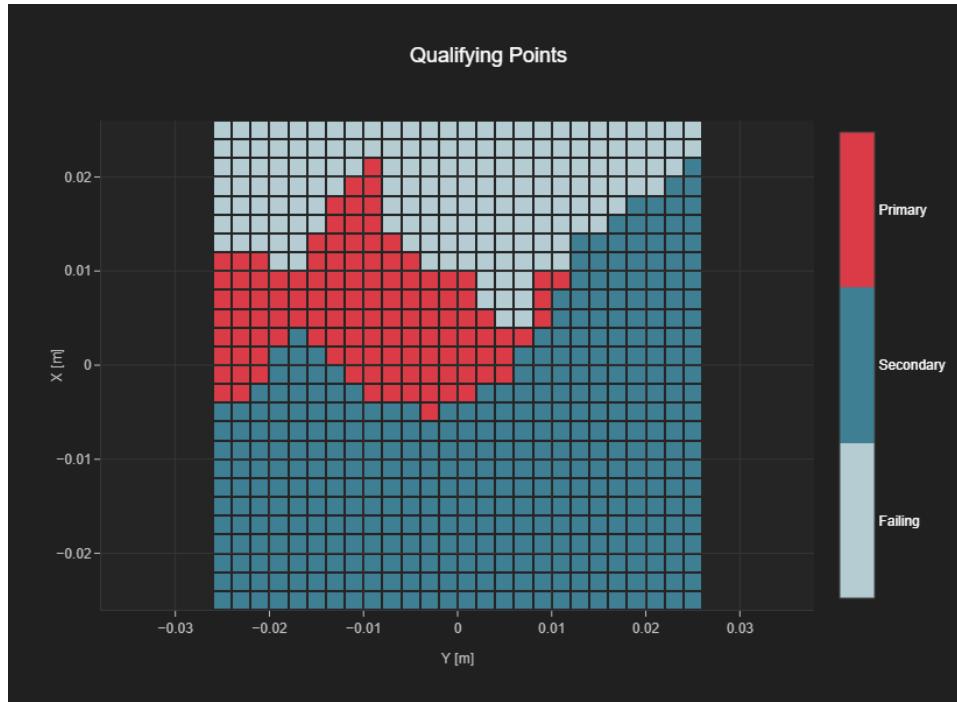 Qualifying Points
0.02
0.01
0
−0.01
−0.02
X [m]
−0.03
−0.02
−0.01
0
0.01
0.02
0.03
Y [m]
Primary
Secondary
Failing